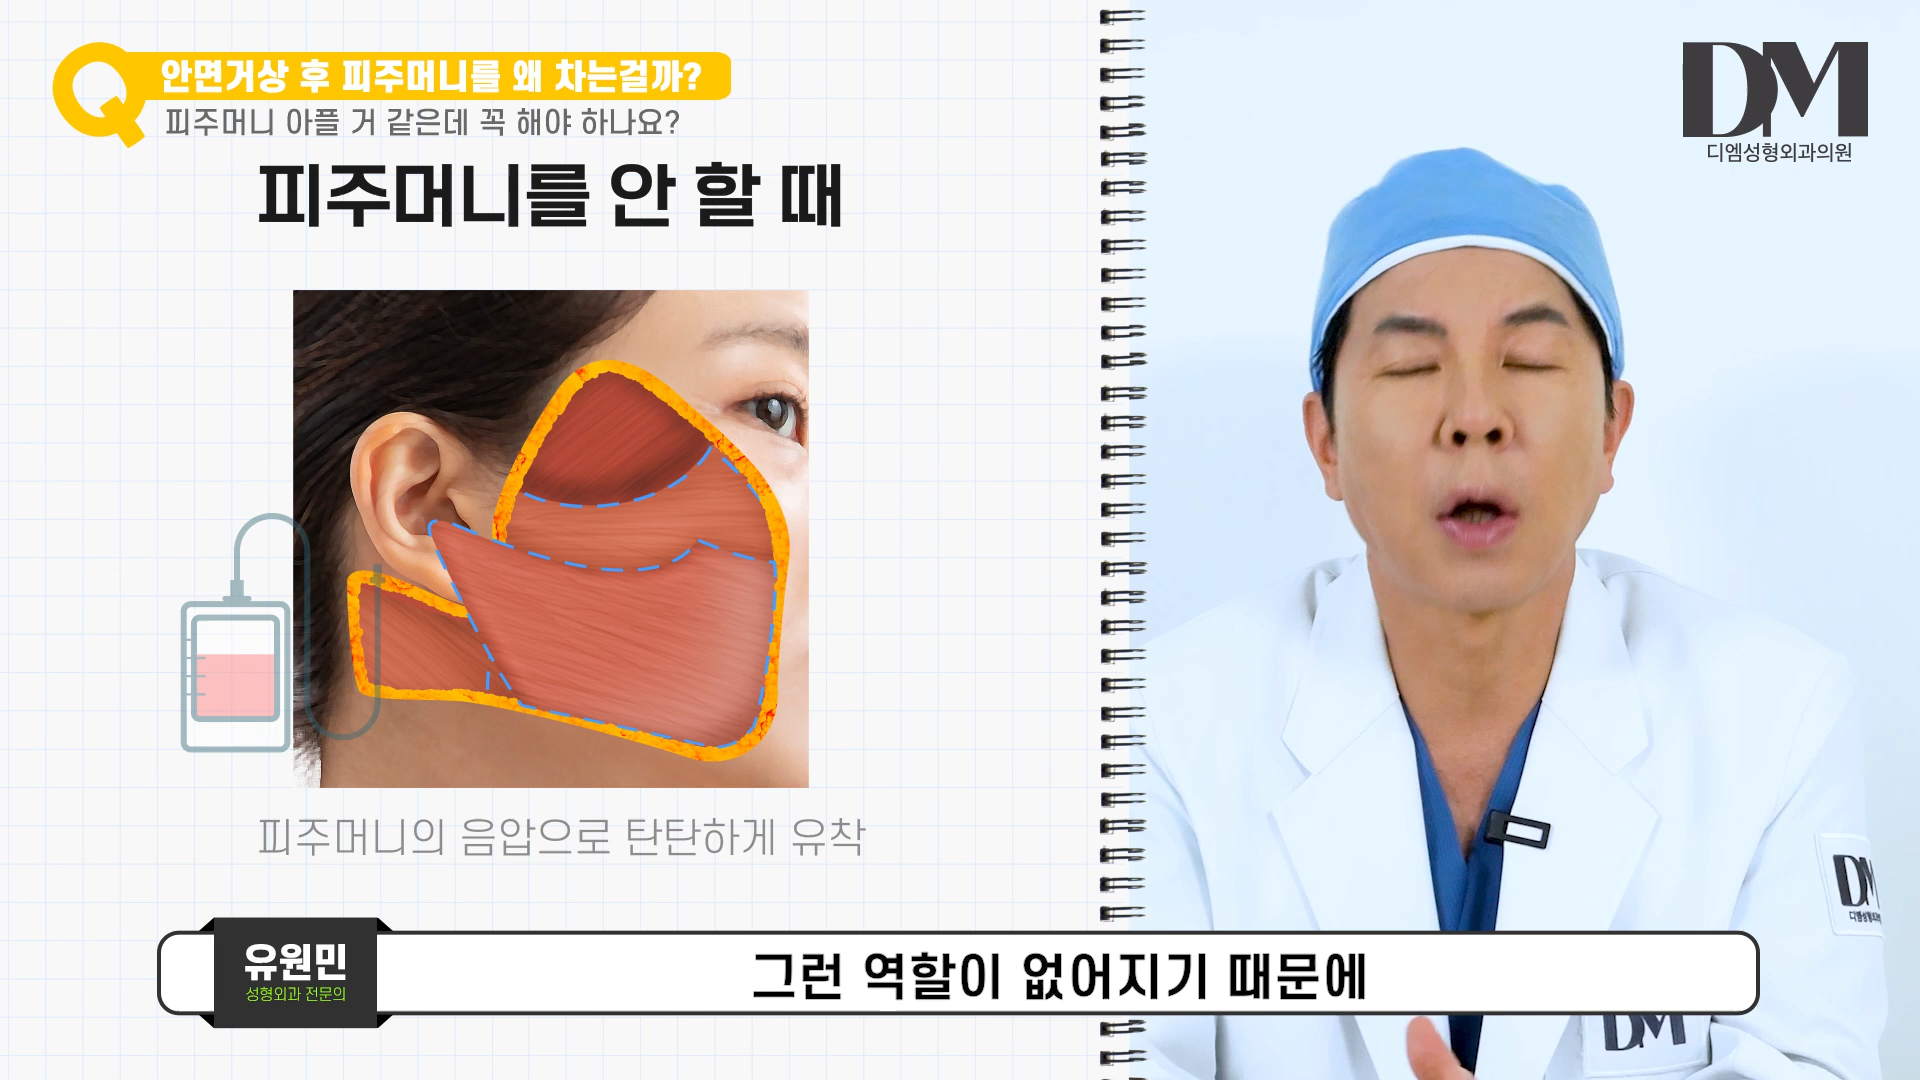 안면거상 후 피주머니를 왜 차는걸까?
피주머니 아플 거 같은데 꼭 해야 하나요?
피주머니를 안 할 때
피주머니의 음압으로 탄탄하게 유착
DM
디엠성형외과의원
DM
유원민
성형외과 전문의
그런 역할이 없어지기 때문에
DM